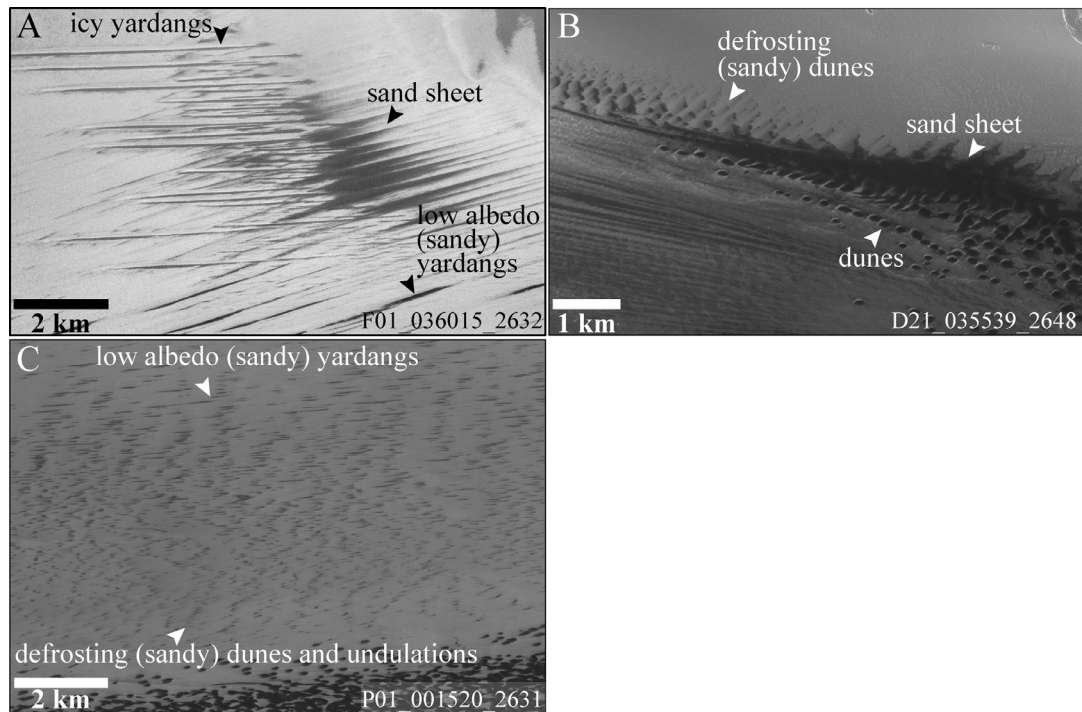 A
icy yardangs
sand sheet
low albedo
(sandy)
yardangs
2 km
F01_036015_2632
B
defrosting
(sandy) dunes
sand sheet
dunes
1 km
D21_035539_2648
C
low albedo (sandy) yardangs
defrosting (sandy) dunes and undulations
2 km
P01_001520_2631